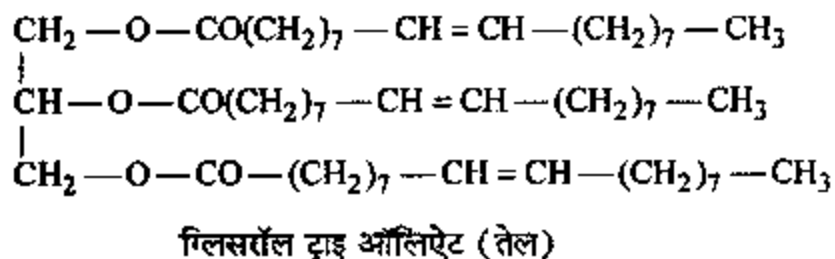 CH₂—O—CO(CH₂)₇—CH=CH—(CH₂)₇—CH₃
CH—O—CO(CH₂)₇—CH=CH—(CH₂)₇—CH₃
CH₂—O—CO—(CH₂)₇—CH=CH—(CH₂)₇—CH₃
ग्लिसरॉल ट्राइ ऑलिऐट (तेल)